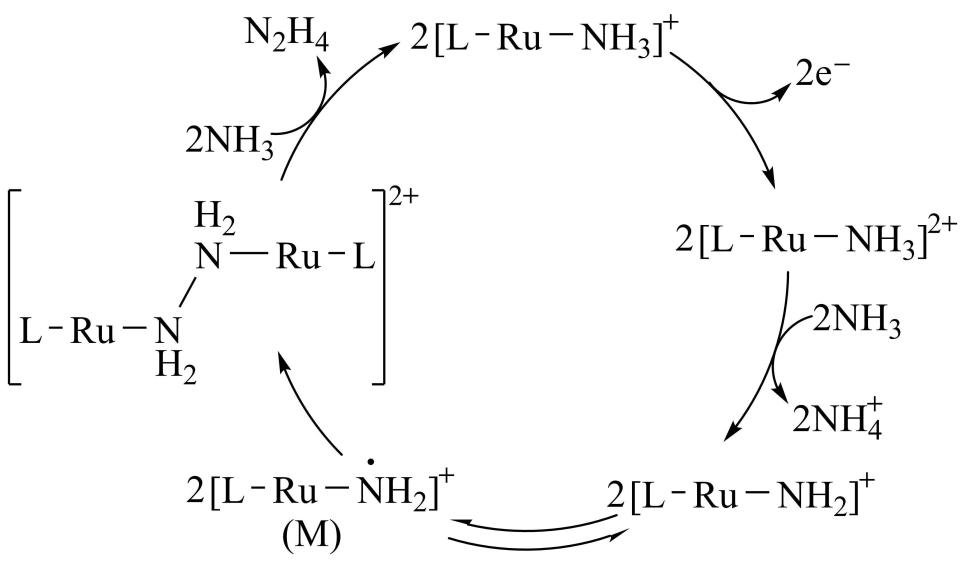 N₂H₄
2[L-Ru—NH₃]⁺
2e⁻
2NH₃
2[L-Ru—NH₃]²⁺
[
H₂
N—Ru-L
L-Ru—N
H₂
]²⁺
2NH₃
2NH₄⁺
2[L-Ru—ṄH₂]⁺
(M)
2[L-Ru—NH₂]⁺